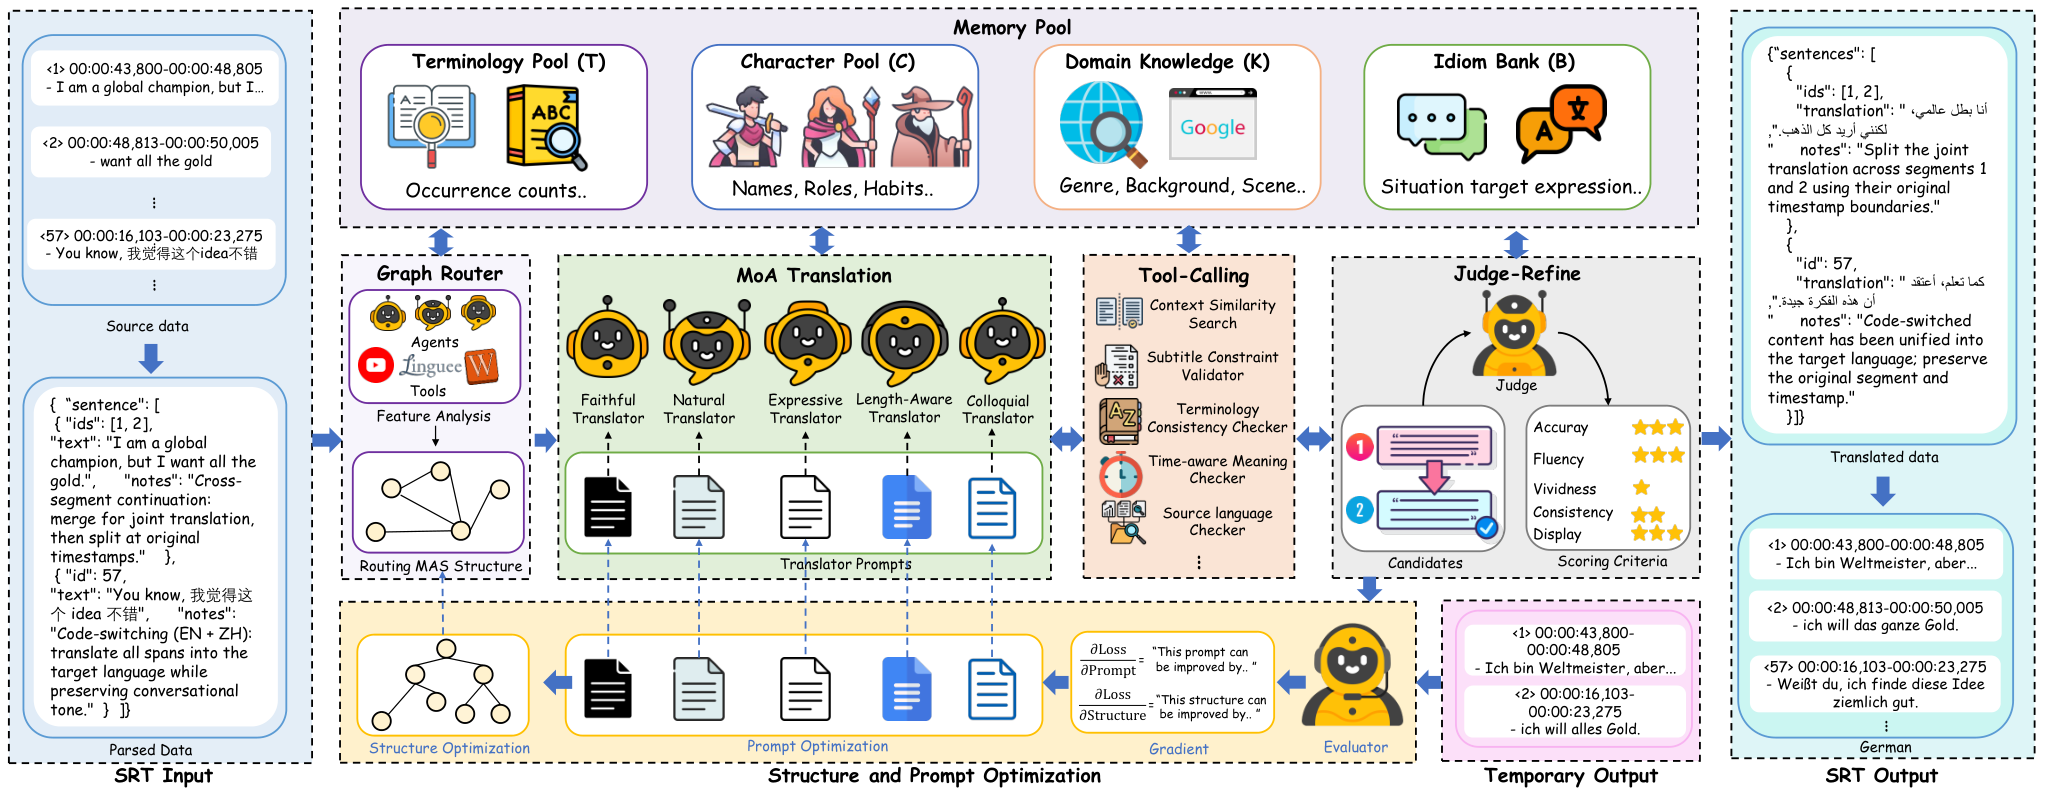 <1> 00:00:43,800-00:00:48,805
- I am a global champion, but I...
<2> 00:00:48,813-00:00:50,005
- want all the gold
⋮
<57> 00:00:16,103-00:00:23,275
- You know, 我觉得这个idea不错
⋮
Source data
{ "sentence": [
{ "ids": [1, 2],
"text": "I am a global
champion, but I want all the
gold.", "notes": "Cross-
segment continuation:
merge for joint translation,
then split at original
timestamps." },
{ "id": 57,
"text": "You know, 我觉得这
个 idea 不错", "notes":
"Code-switching (EN + ZH):
translate all spans into the
target language while
preserving conversational
tone." } ]}
Parsed Data
SRT Input
Memory Pool
Terminology Pool (T)
A
ABC
Occurrence counts..
Character Pool (C)
Names, Roles, Habits..
Domain Knowledge (K)
www.
Google
Genre, Background, Scene..
Idiom Bank (B)
A
文
Situation target expression..
Graph Router
Agents
Linguee
W
Tools
Feature Analysis
Routing MAS Structure
MoA Translation
Faithful
Translator
Natural
Translator
Expressive
Translator
Length-Aware
Translator
Colloquial
Translator
Translator Prompts
Tool-Calling
Context Similarity
Search
Subtitle Constraint
Validator
AZ
Terminology
Consistency Checker
Time-aware Meaning
Checker
Source language
Checker
⋮
Judge-Refine
Judge
1
2
Candidates
Accuray
Fluency
Vividness
Consistency
Display
Scoring Criteria
Structure Optimization
Prompt Optimization
∂Loss
∂Prompt
= "This prompt can
be improved by.. "
∂Loss
∂Structure
= "This structure can
be improved by.. "
Gradient
Evaluator
Structure and Prompt Optimization
<1> 00:00:43,800-
00:00:48,805
- Ich bin Weltmeister, aber...
<2> 00:00:16,103-
00:00:23,275
- ich will alles Gold.
Temporary Output
{"sentences": [
{
"ids": [1, 2],
"translation": " أنا بطل عالمي،
لكنني أريد كل الذهب.",
" notes": "Split the joint
translation across segments 1
and 2 using their original
timestamp boundaries."
},
{
"id": 57,
"translation": " كما تعلم، أعتقد
أن هذه الفكرة جيدة.",
" notes": "Code-switched
content has been unified into
the target language; preserve
the original segment and
timestamp."
}]}
Translated data
<1> 00:00:43,800-00:00:48,805
- Ich bin Weltmeister, aber...
<2> 00:00:48,813-00:00:50,005
- ich will das ganze Gold.
<57> 00:00:16,103-00:00:23,275
- Weißt du, ich finde diese Idee
ziemlich gut.
⋮
German
SRT Output